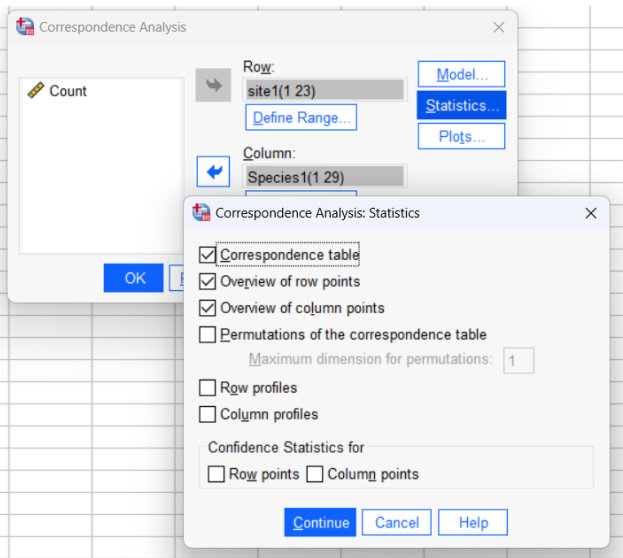 Correspondence Analysis
Count
Row:
site1(1 23)
Define Range...
Column:
Species1(1 29)
Model...
Statistics...
Plots...
OK
Correspondence Analysis: Statistics
Correspondence table
Overview of row points
Overview of column points
Permutations of the correspondence table
Maximum dimension for permutations: 1
Row profiles
Column profiles
Confidence Statistics for
Row points Column points
Continue Cancel Help